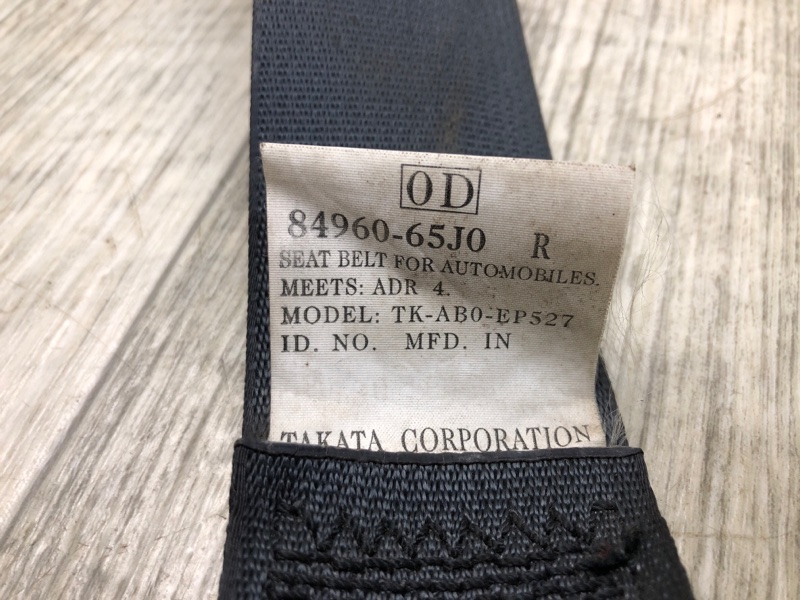 OD
84960-65J0 R
SEAT BELT FOR AUTOMOBILES.
MEETS: ADR 4.
MODEL: TK-AB0-EP527
ID. NO. MFD. IN
TAKATA CORPORATION